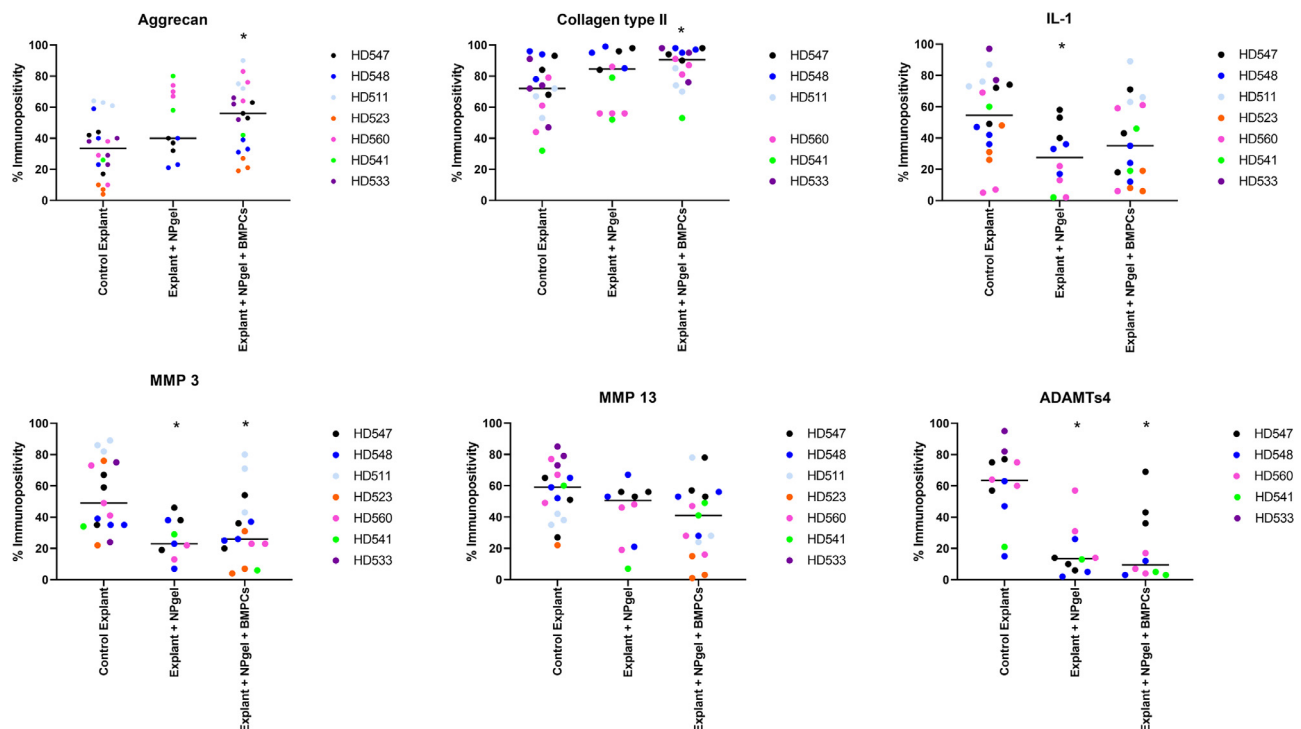 Aggrecan
*
% Immunopositivity
100
80
60
40
20
0
Control Explant
Explant + NPgel
Explant + NPgel + BMPCs
HD547
HD548
HD511
HD523
HD560
HD541
HD533
Collagen type II
*
% Immunopositivity
100
80
60
40
20
0
Control Explant
Explant + NPgel
Explant + NPgel + BMPCs
HD547
HD548
HD511
HD560
HD541
HD533
IL-1
*
% Immunopositivity
100
80
60
40
20
0
Control Explant
Explant + NPgel
Explant + NPgel + BMPCs
HD547
HD548
HD511
HD523
HD560
HD541
HD533
MMP 3
* *
% Immunopositivity
100
80
60
40
20
0
Control Explant
Explant + NPgel
Explant + NPgel + BMPCs
HD547
HD548
HD511
HD523
HD560
HD541
HD533
MMP 13
% Immunopositivity
100
80
60
40
20
0
Control Explant
Explant + NPgel
Explant + NPgel + BMPCs
HD547
HD548
HD511
HD523
HD560
HD541
HD533
ADAMTs4
* *
% Immunopositivity
100
80
60
40
20
0
Control Explant
Explant + NPgel
Explant + NPgel + BMPCs
HD547
HD548
HD560
HD541
HD533